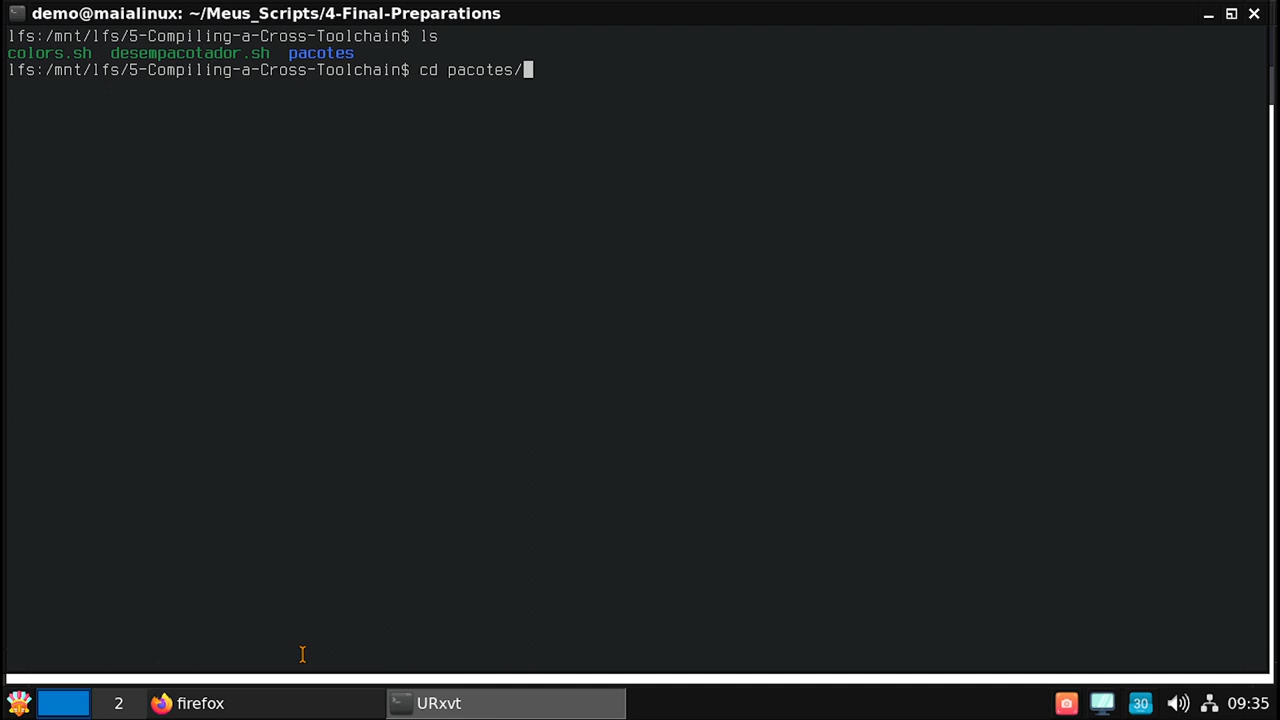 demo@maialinux: ~/Meus_Scripts/4-Final-Preparations
lfs:/mnt/lfs/5-Compiling-a-Cross-Toolchain$ ls
colors.sh  desempacotador.sh  pacotes
lfs:/mnt/lfs/5-Compiling-a-Cross-Toolchain$ cd pacotes/
2 firefox URxvt 30 09:35